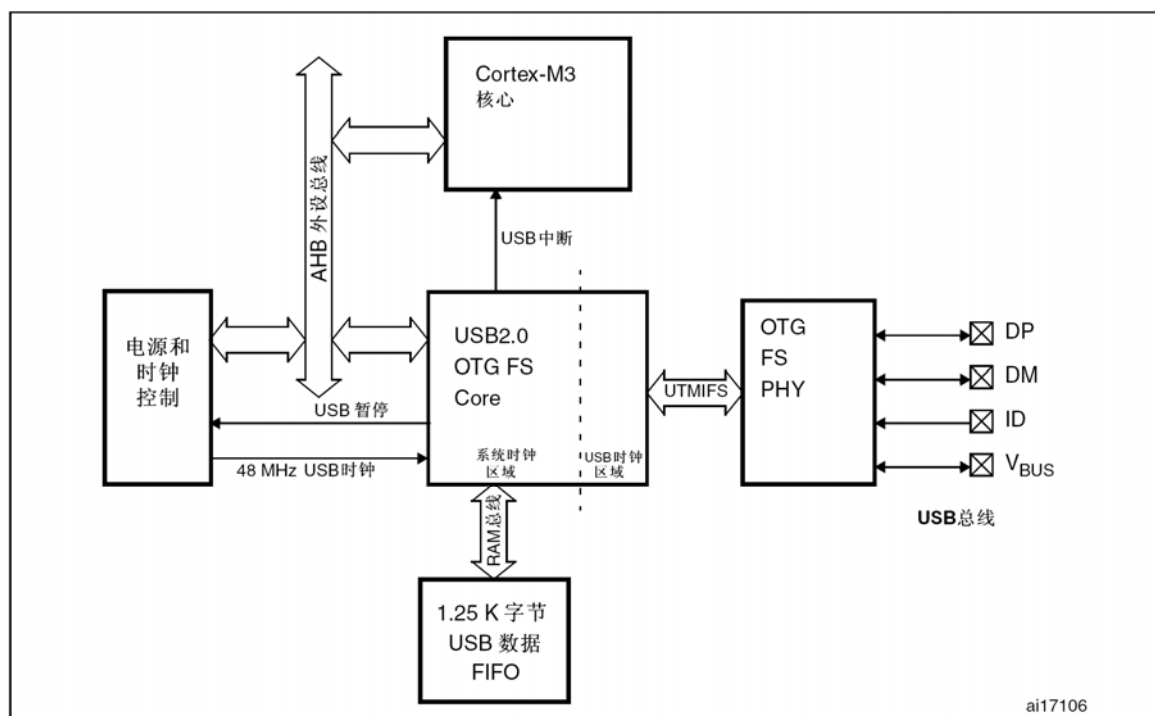 Cortex-M3
核心
AHB 外设总线
USB 中断
电源和
时钟
控制
USB2.0
OTG FS
Core
系统时钟
区域
USB时钟
区域
USB 暂停
48 MHz USB时钟
UTMIFS
OTG
FS
PHY
DP
DM
ID
VBUS
USB总线
RAM总线
1.25 K 字节
USB 数据
FIFO
ai17106